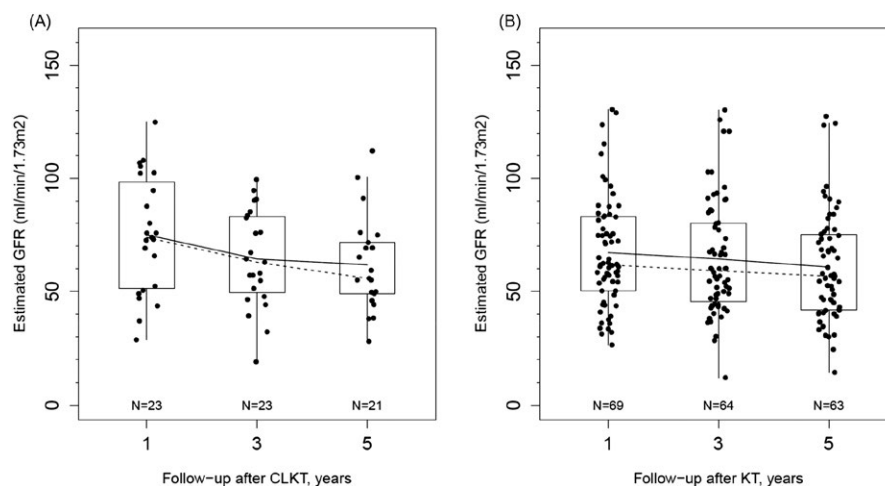 (A)
Estimated GFR (ml/min/1.73m2)
150
100
50
0
N=23
N=23
N=21
1
3
5
Follow−up after CLKT, years
(B)
Estimated GFR (ml/min/1.73m2)
150
100
50
0
N=69
N=64
N=63
1
3
5
Follow−up after KT, years